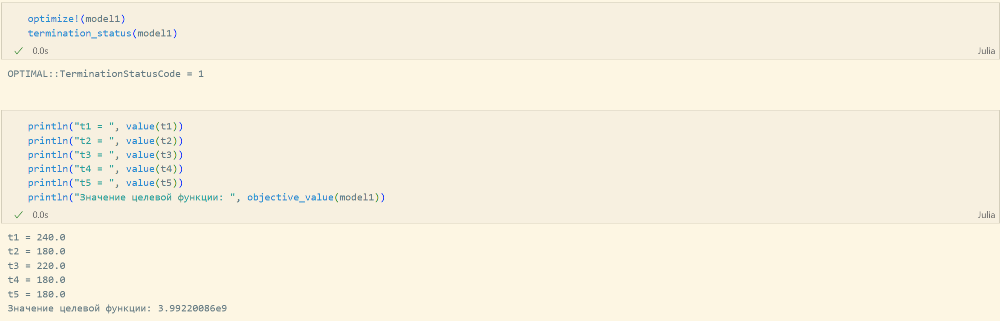 optimize!(model1)
termination_status(model1)
✓ 0.0s
Julia
OPTIMAL::TerminationStatusCode = 1
println("t1 = ", value(t1))
println("t2 = ", value(t2))
println("t3 = ", value(t3))
println("t4 = ", value(t4))
println("t5 = ", value(t5))
println("Значение целевой функции: ", objective_value(model1))
✓ 0.0s
Julia
t1 = 240.0
t2 = 180.0
t3 = 220.0
t4 = 180.0
t5 = 180.0
Значение целевой функции: 3.99220086e9